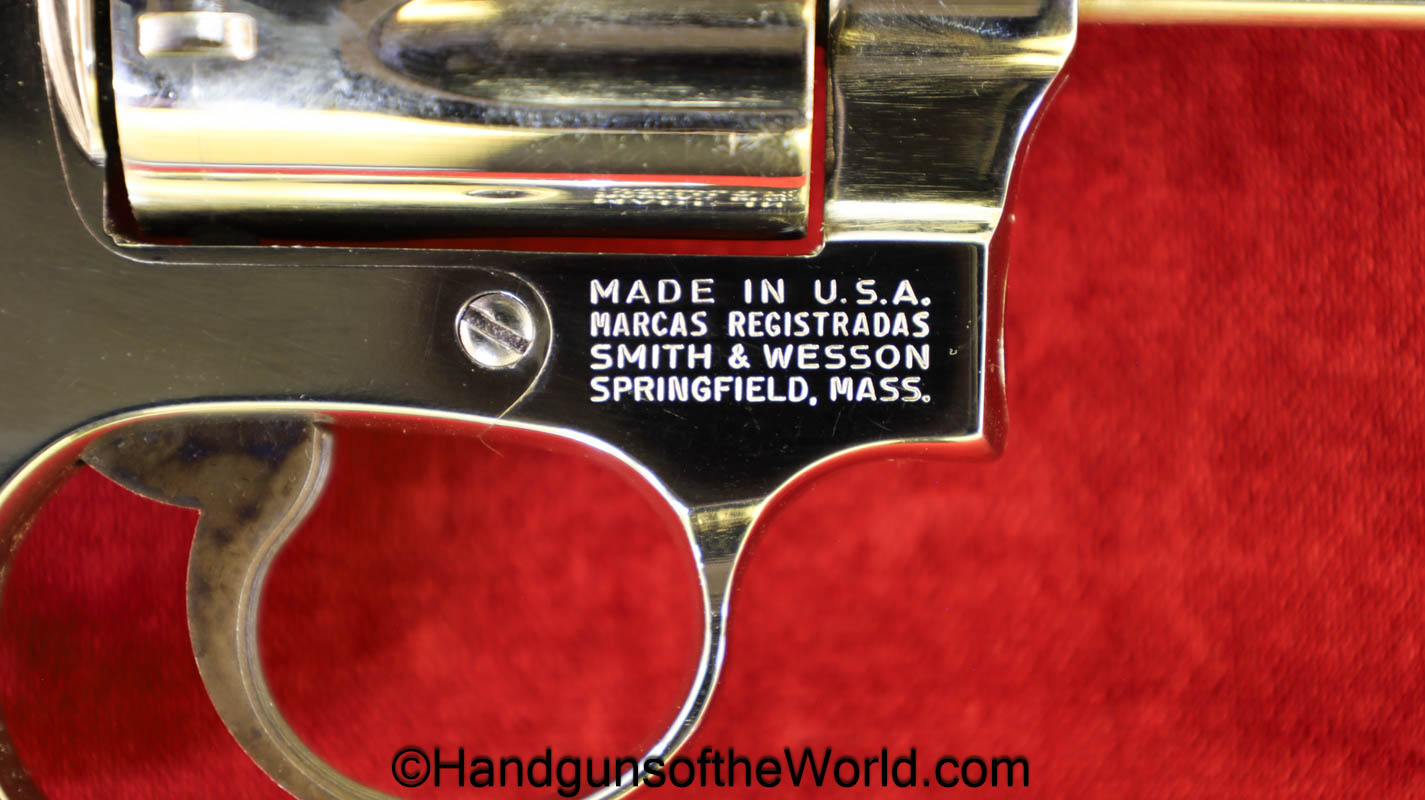 MADE IN U.S.A.
MARCAS REGISTRADAS
SMITH & WESSON
SPRINGFIELD, MASS.
©HandgunsoftheWorld.com